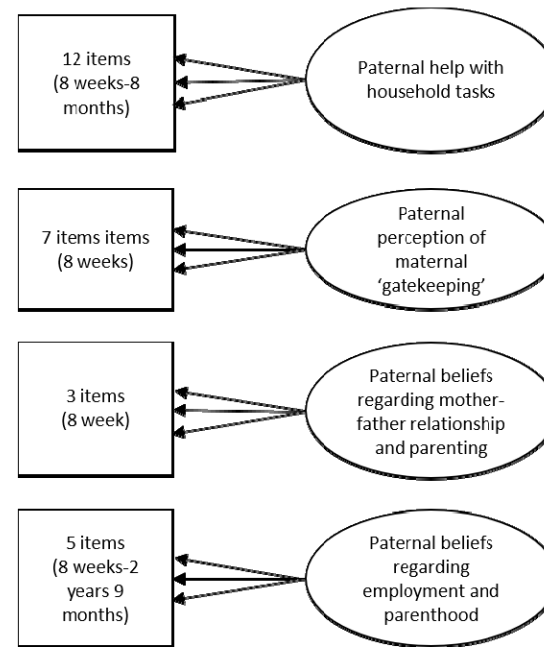 12 items
(8 weeks-8
months)
Paternal help with
household tasks
7 items items
(8 weeks)
Paternal
perception of
maternal
‘gatekeeping’
3 items
(8 week)
Paternal beliefs
regarding mother-
father relationship
and parenting
5 items
(8 weeks-2
years 9
months)
Paternal beliefs
regarding
employment and
parenthood